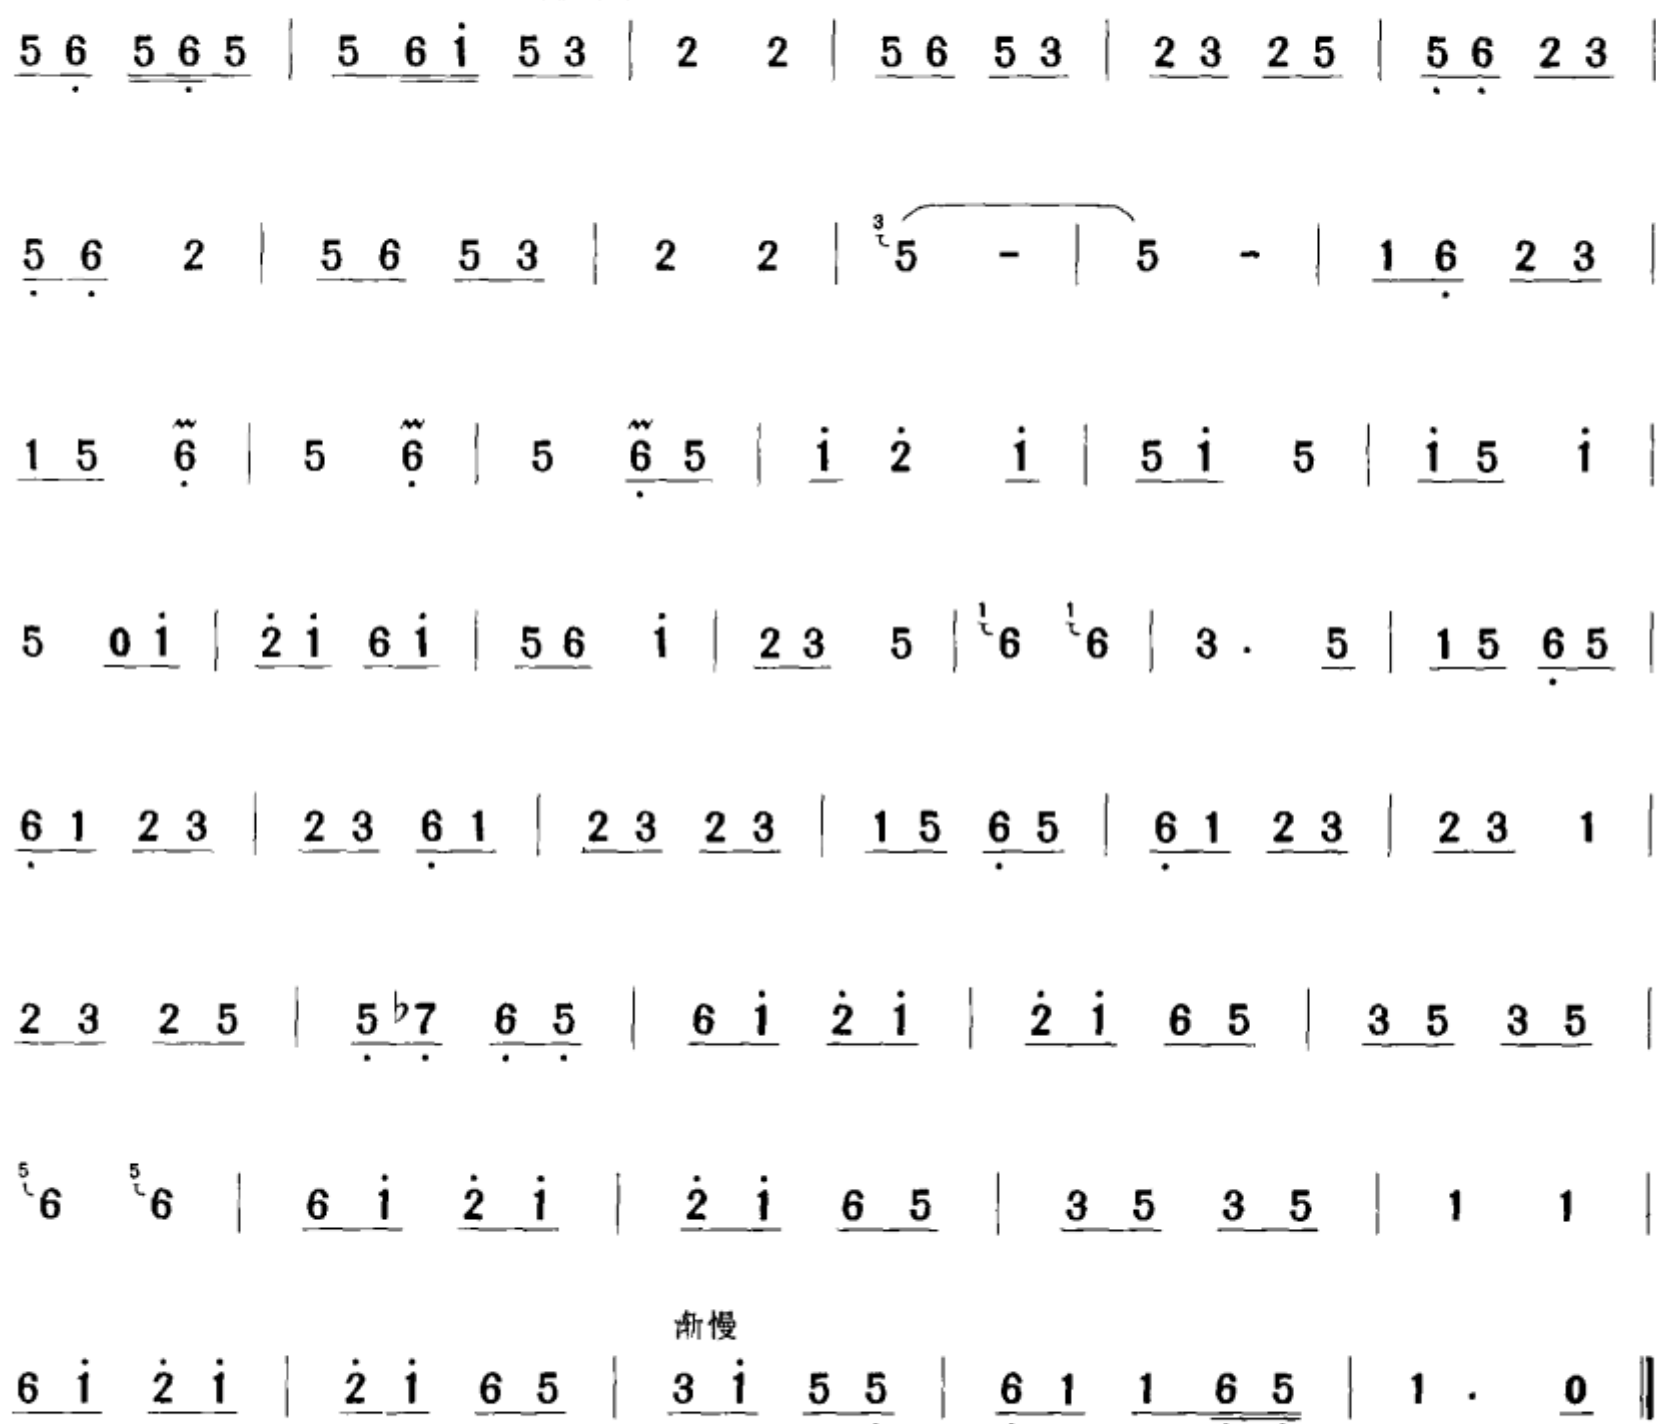 5 6̣ 5 6̣ 5 | 5 6 i 5 3 | 2 2 | 5 6 5 3 | 2 3 2 5 | 5̣ 6̣ 2 3 |
5̣ 6̣ 2 | 5 6 5 3 | 2 2 | ³5 - | 5 - | 1 6̣ 2 3 |
1 5 6̣ | 5 6̣ | 5 6̣ 5 | i 2̇ i | 5 i 5 | i 5 i |
5 0 i | 2̇ i 6 i | 5 6 i | 2 3 5 | ¹6 ¹6 | 3 . 5 | 1 5 6̣ 5 |
6̣ 1 2 3 | 2 3 6̣ 1 | 2 3 2 3 | 1 5 6̣ 5 | 6̣ 1 2 3 | 2 3 1 |
2 3 2 5 | 5̣ ♭7̣ 6̣ 5̣ | 6 i 2̇ i | 2̇ i 6 5 | 3 5 3 5 |
⁵6 ⁵6 | 6 i 2̇ i | 2̇ i 6 5 | 3 5 3 5 | 1 1 |
渐慢
6 i 2̇ i | 2̇ i 6 5 | 3 i 5 5̣ | 6̣ 1 1 6̣ 5̣ | 1 . 0 ‖